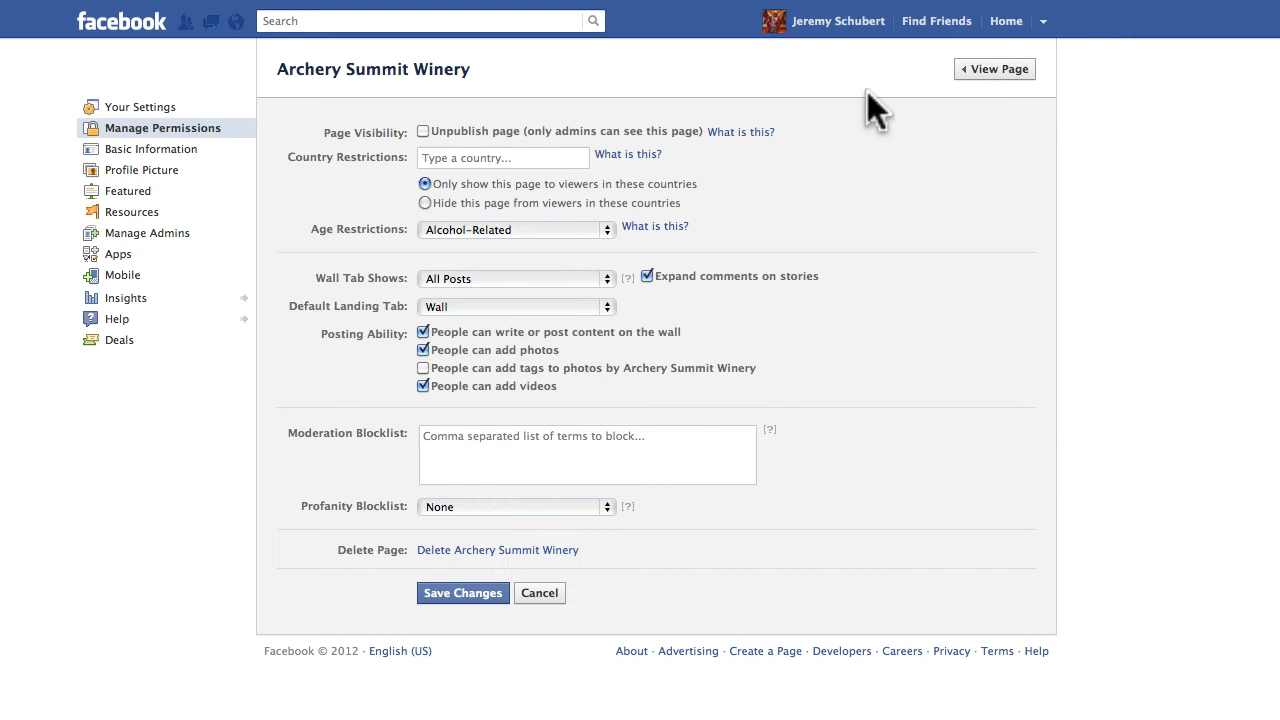 facebook
Search
Jeremy Schubert
Find Friends
Home
Archery Summit Winery
View Page
Your Settings
Manage Permissions
Basic Information
Profile Picture
Featured
Resources
Manage Admins
Apps
Mobile
Insights
Help
Deals
Page Visibility: Unpublish page (only admins can see this page) What is this?
Country Restrictions: Type a country... What is this?
Only show this page to viewers in these countries
Hide this page from viewers in these countries
Age Restrictions: Alcohol-Related What is this?
Wall Tab Shows: All Posts [?] Expand comments on stories
Default Landing Tab: Wall
Posting Ability: People can write or post content on the wall
People can add photos
People can add tags to photos by Archery Summit Winery
People can add videos
Moderation Blocklist: Comma separated list of terms to block... [?]
Profanity Blocklist: None [?]
Delete Page: Delete Archery Summit Winery
Save Changes Cancel
Facebook © 2012 · English (US)
About · Advertising · Create a Page · Developers · Careers · Privacy · Terms · Help